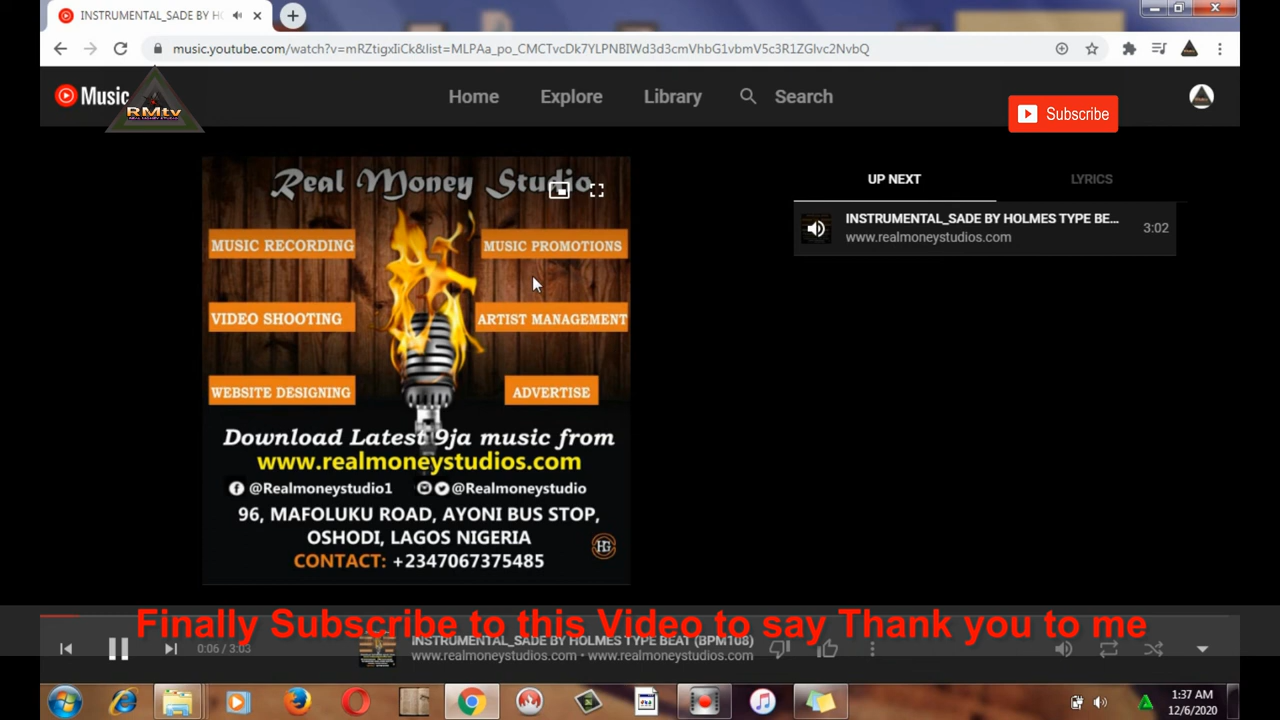 INSTRUMENTAL_SADE BY H
music.youtube.com/watch?v=mRZtigxIiCk&list=MLPAa_po_CMCTvcDk7YLPNBIWd3d3cmVhbG1vbmV5c3R1ZGlvc2NvbQ
Music
RMtv
REAL MONEY STUDIO
Home Explore Library Search
Subscribe
Real Money Studio
MUSIC RECORDING
MUSIC PROMOTIONS
VIDEO SHOOTING
ARTIST MANAGEMENT
WEBSITE DESIGNING
ADVERTISE
Download Latest 9ja music from
www.realmoneystudios.com
@Realmoneystudio1 @Realmoneystudio
96, MAFOLUKU ROAD, AYONI BUS STOP,
OSHODI, LAGOS NIGERIA
CONTACT: +2347067375485
HG
UP NEXT LYRICS
INSTRUMENTAL_SADE BY HOLMES TYPE BE...
www.realmoneystudios.com
3:02
Finally Subscribe to this Video to say Thank you to me
0:06 / 3:03
INSTRUMENTAL_SADE BY HOLMES TYPE BEAT (BPM108)
www.realmoneystudios.com • www.realmoneystudios.com
1:37 AM
12/6/2020